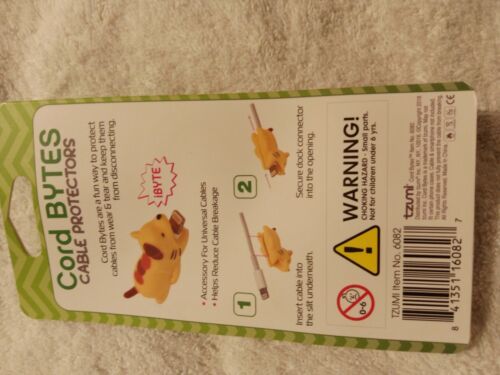 Cord BYTES
CABLE PROTECTORS
Cord Bytes are a fun way to protect
cables from wear & tear and keep them
from disconnecting.
!BYTE!
• Accessory For Universal Cables
• Helps Reduce Cable Breakage
1
Insert cable into
the slit underneath.
2
Secure dock connector
into the opening.
WARNING!
CHOKING HAZARD - Small parts.
Not for children under 3 yrs.
0-3
tzumi
TZUMI Item No. 6082
8 41351 16082 7